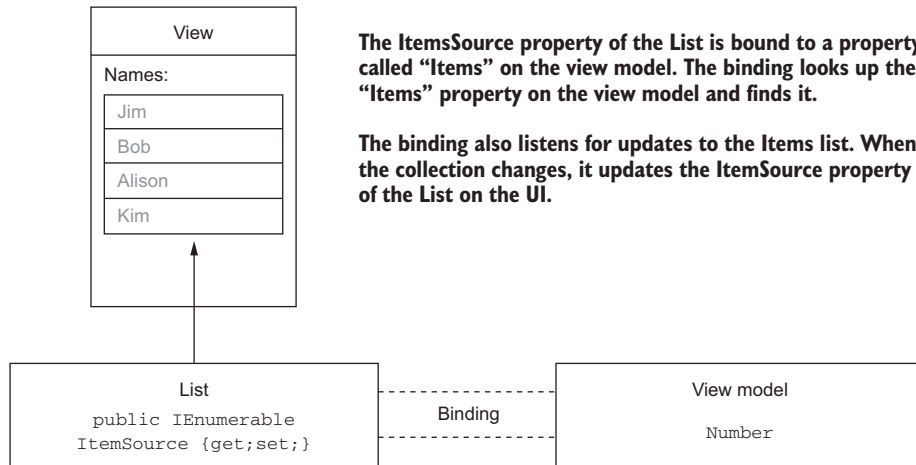 View
Names:
Jim
Bob
Alison
Kim
The ItemsSource property of the List is bound to a property
called “Items” on the view model. The binding looks up the
“Items” property on the view model and finds it.
The binding also listens for updates to the Items list. When
the collection changes, it updates the ItemSource property
of the List on the UI.
List
public IEnumerable
ItemSource {get;set;}
Binding
View model
Number